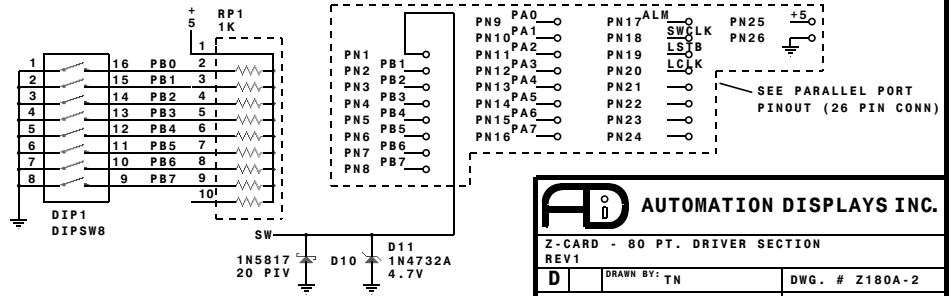 +
5
RP1
1K
1
1 16 PB0 2
2 15 PB1 3
3 14 PB2 4
4 13 PB3 5
5 12 PB4 6
6 11 PB5 7
7 10 PB6 8
8 9 PB7 9
10
DIP1
DIPSW8
PN1
PN2 PB1
PN3 PB2
PN4 PB3
PN5 PB4
PN6 PB5
PN7 PB6
PN8 PB7
PN9 PA0
PN10 PA1
PN11 PA2
PN12 PA3
PN13 PA4
PN14 PA5
PN15 PA6
PN16 PA7
PN17 ALM
PN18 SWCLK
PN19 LSTB
PN20 LCLK
PN21
PN22
PN23
PN24
PN25 +5
PN26
SEE PARALLEL PORT
PINOUT (26 PIN CONN)
SW
1N5817
20 PIV
D10
D11
1N4732A
4.7V
AD
AUTOMATION DISPLAYS INC.
Z-CARD - 80 PT. DRIVER SECTION
REV1
D DRAWN BY: TN DWG. # Z180A-2